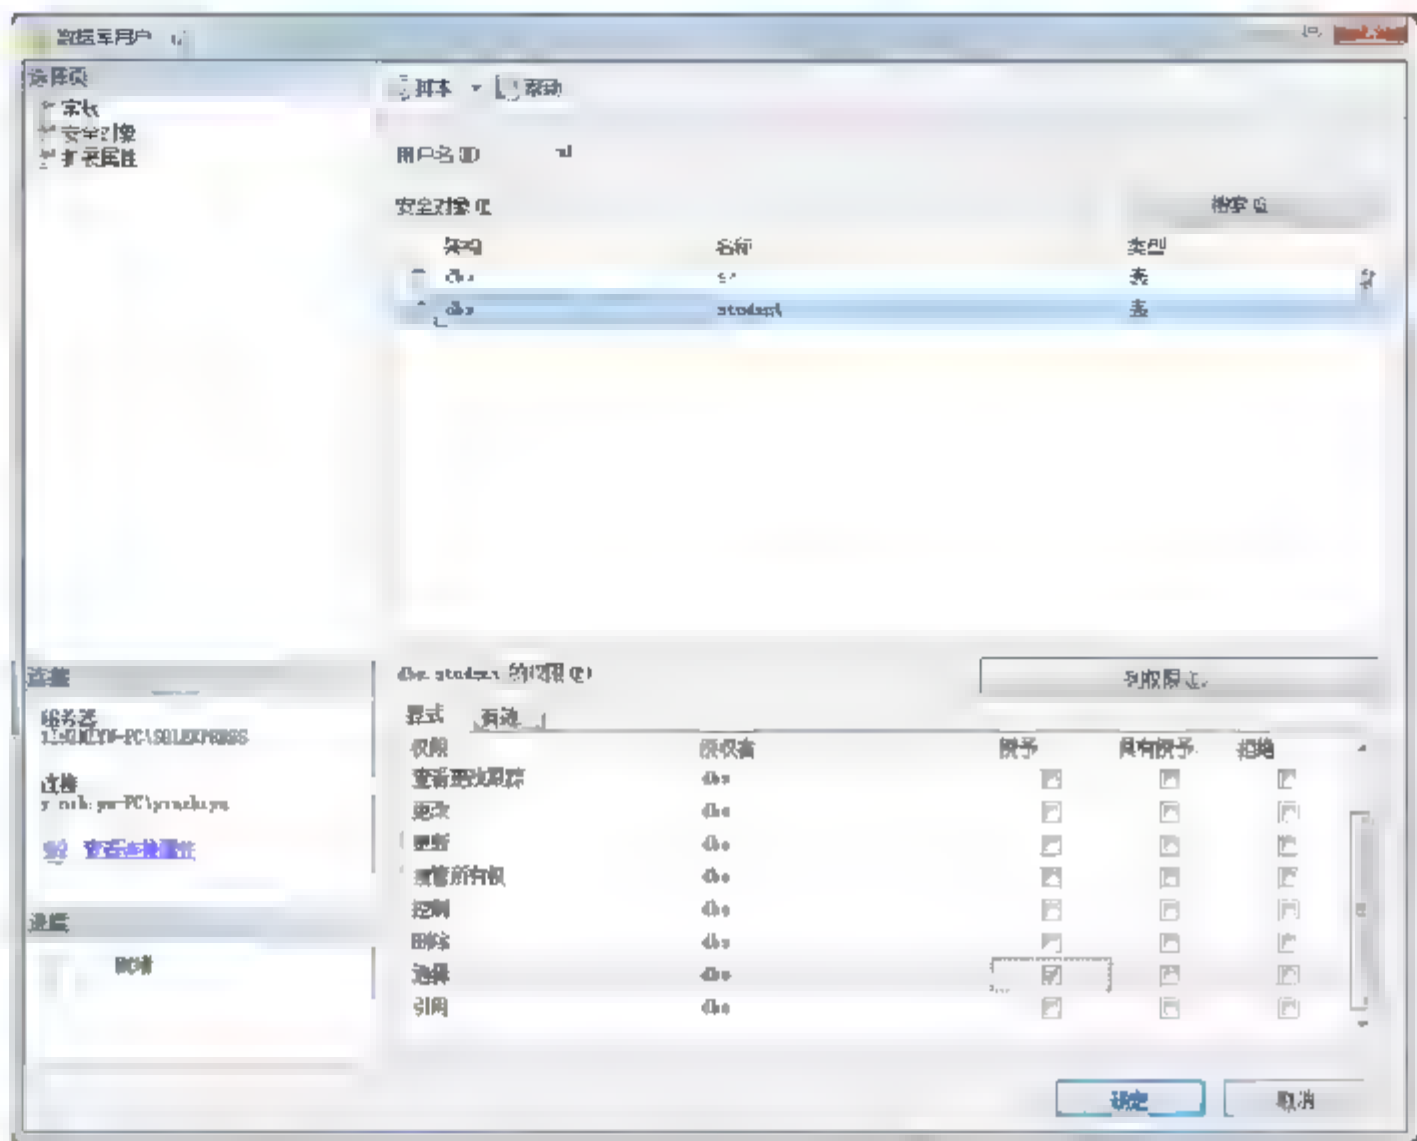 数据库用户
选择页
常规
安全对象
扩展属性
脚本 帮助
用户名(N)
安全对象(E)
搜索(S)
架构 名称 类型
dbo 表
dbo student 表
连接
服务器
连接
查看连接属性
进度
就绪
dbo.student 的权限(P)
列权限(C)
显式 有效
权限 授权者 授予 具有授予 拒绝
查看更改跟踪 dbo
更改 dbo
更新 dbo
接管所有权 dbo
控制 dbo
删除 dbo
选择 dbo
引用 dbo
确定 取消